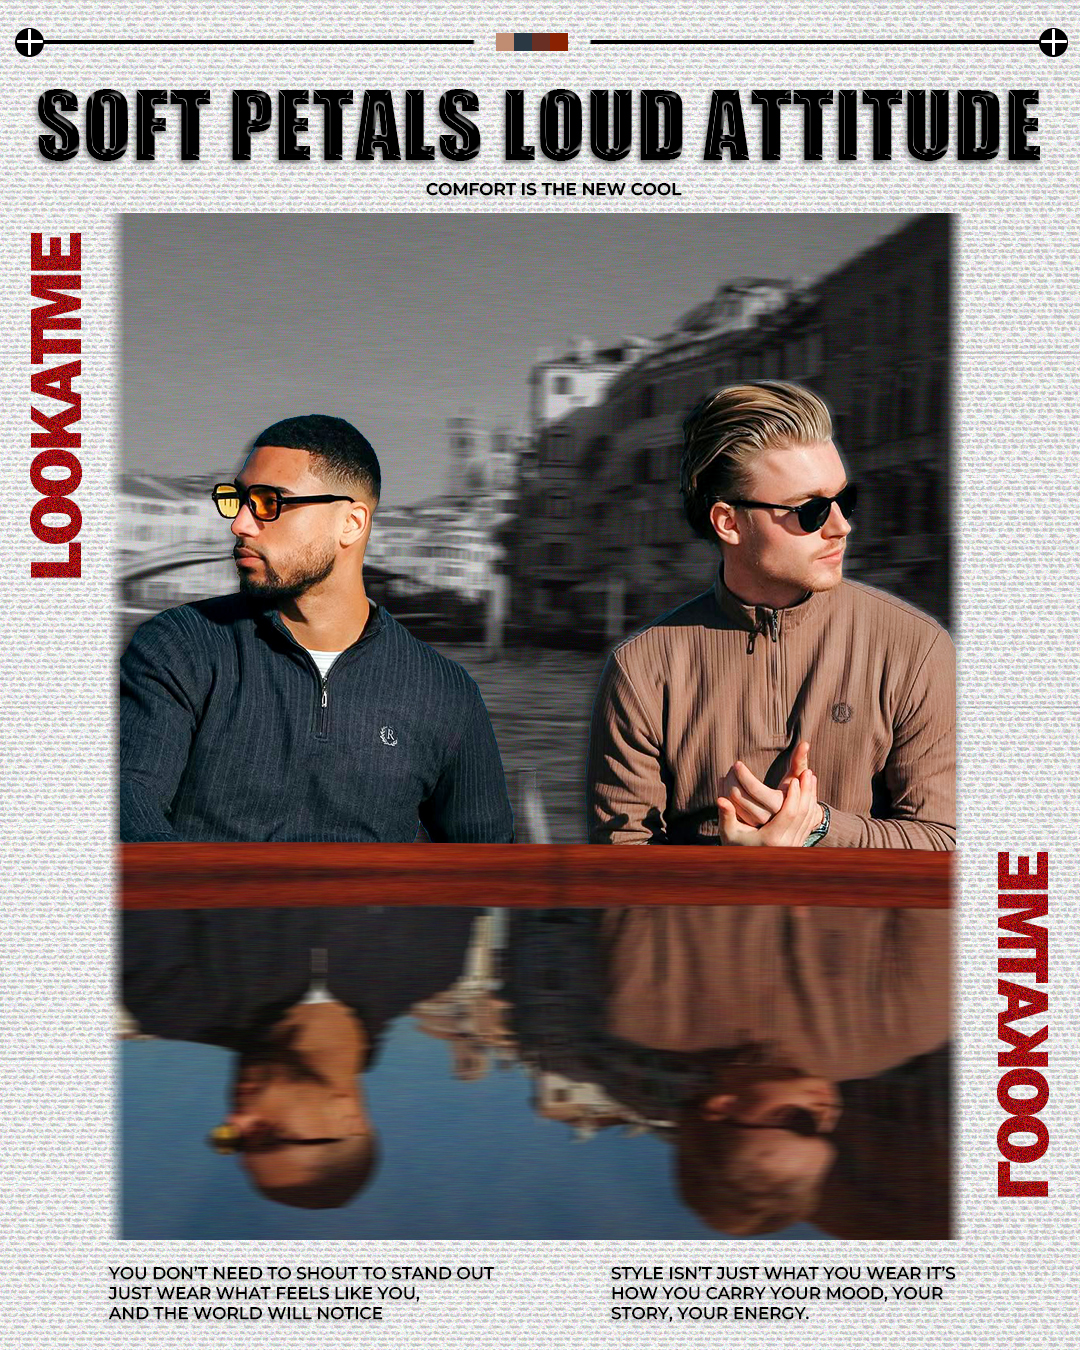 SOFT PETALS LOUD ATTITUDE
COMFORT IS THE NEW COOL
LOOKATME
R
R
LOOKATME
YOU DON'T NEED TO SHOUT TO STAND OUT
JUST WEAR WHAT FEELS LIKE YOU,
AND THE WORLD WILL NOTICE
STYLE ISN'T JUST WHAT YOU WEAR IT'S
HOW YOU CARRY YOUR MOOD, YOUR
STORY, YOUR ENERGY.